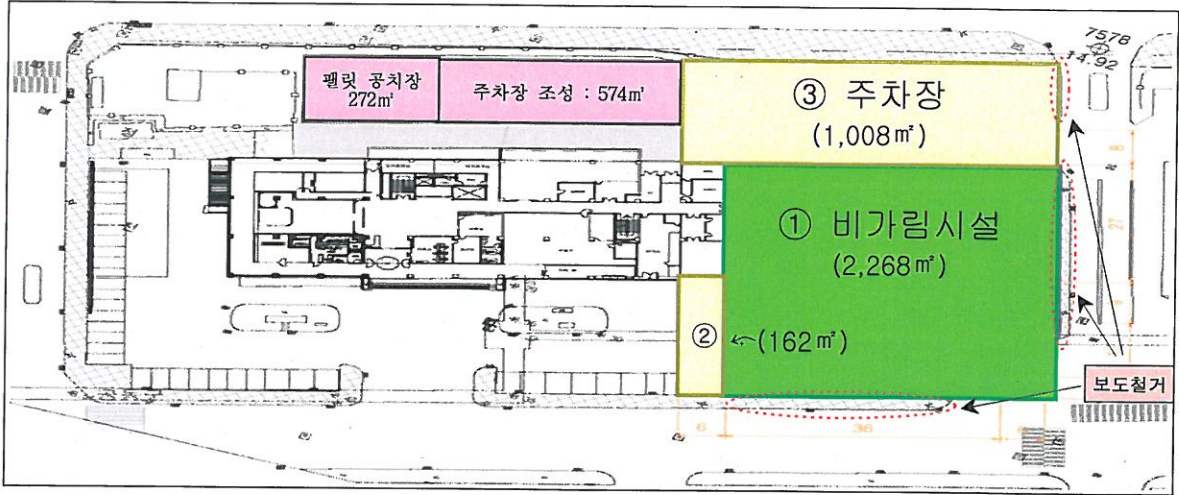 7578
14.92
팰릿 공치장
272㎡
주차장 조성 : 574㎡
③ 주차장
(1,008㎡)
① 비가림시설
(2,268㎡)
②
(162㎡)
보도철거
8
27
9
6
36